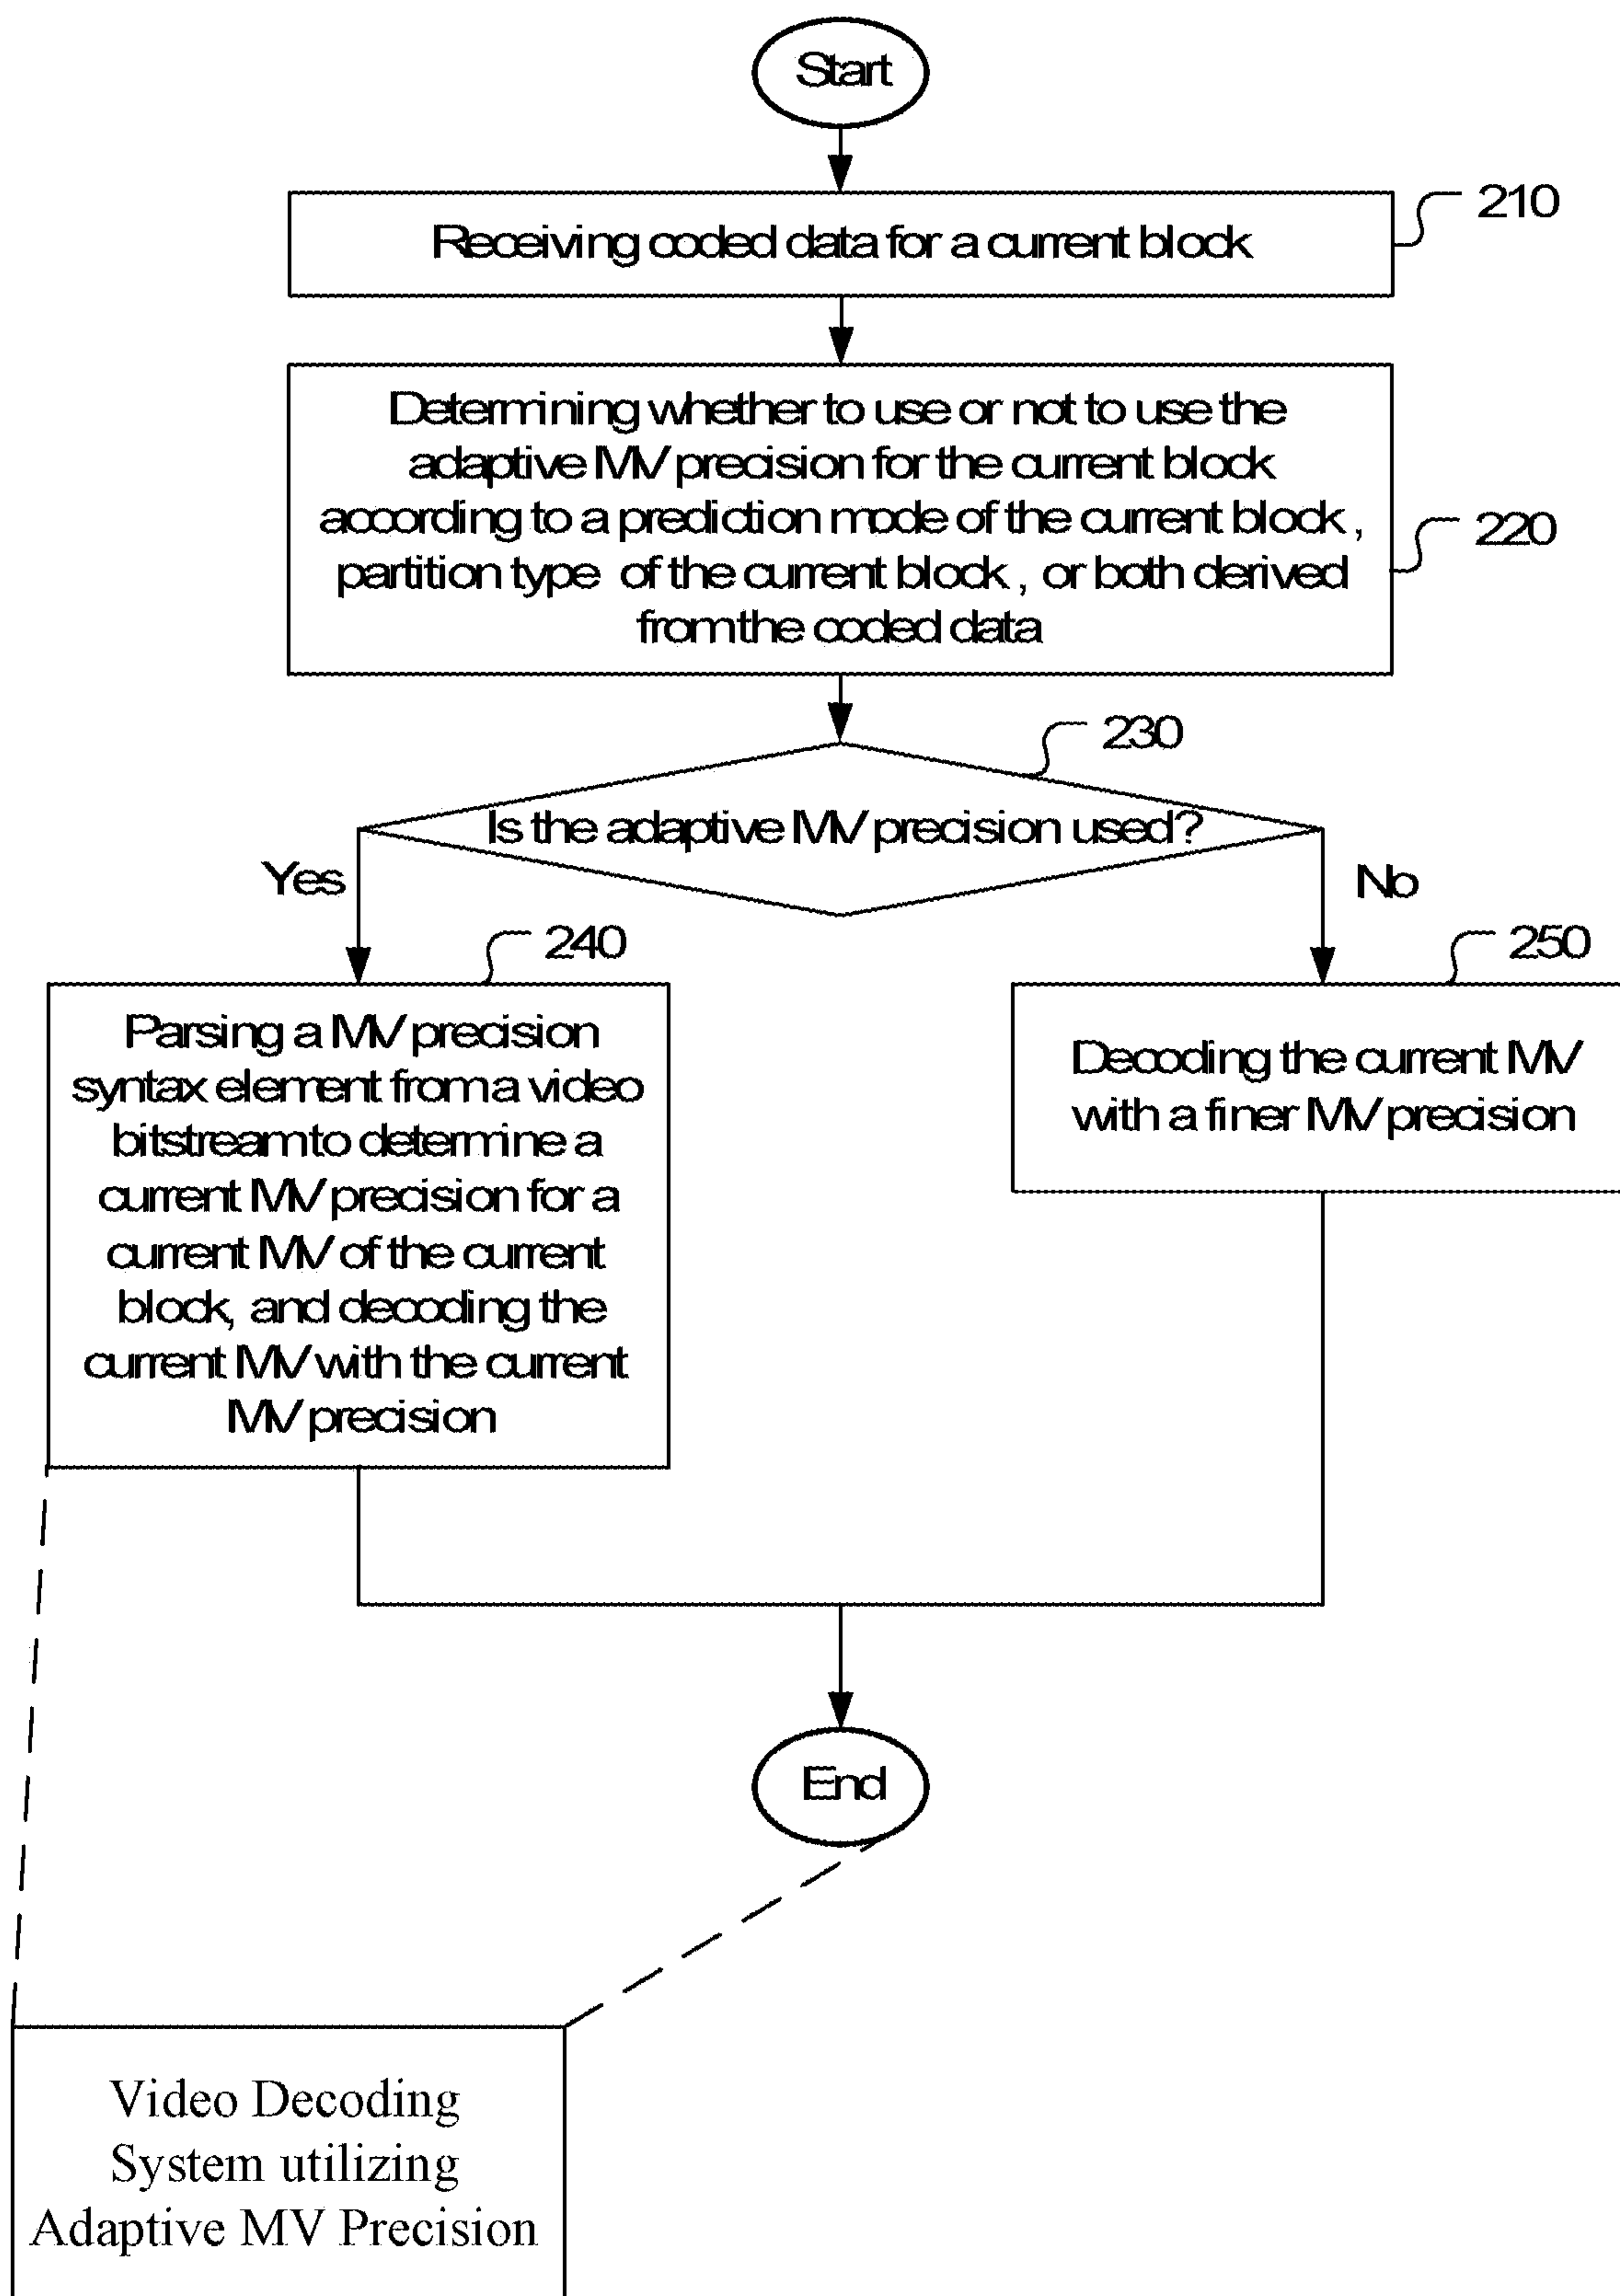 Start
Receiving coded data for a current block
210
Determining whether to use or not to use the
adaptive MV precision for the current block
according to a prediction mode of the current block,
partition type of the current block, or both derived
from the coded data
220
230
Is the adaptive MV precision used?
Yes
No
240
250
Parsing a MV precision
syntax element from a video
bitstream to determine a
current MV precision for a
current MV of the current
block, and decoding the
current MV with the current
MV precision
Decoding the current MV
with a finer MV precision
End
Video Decoding
System utilizing
Adaptive MV Precision